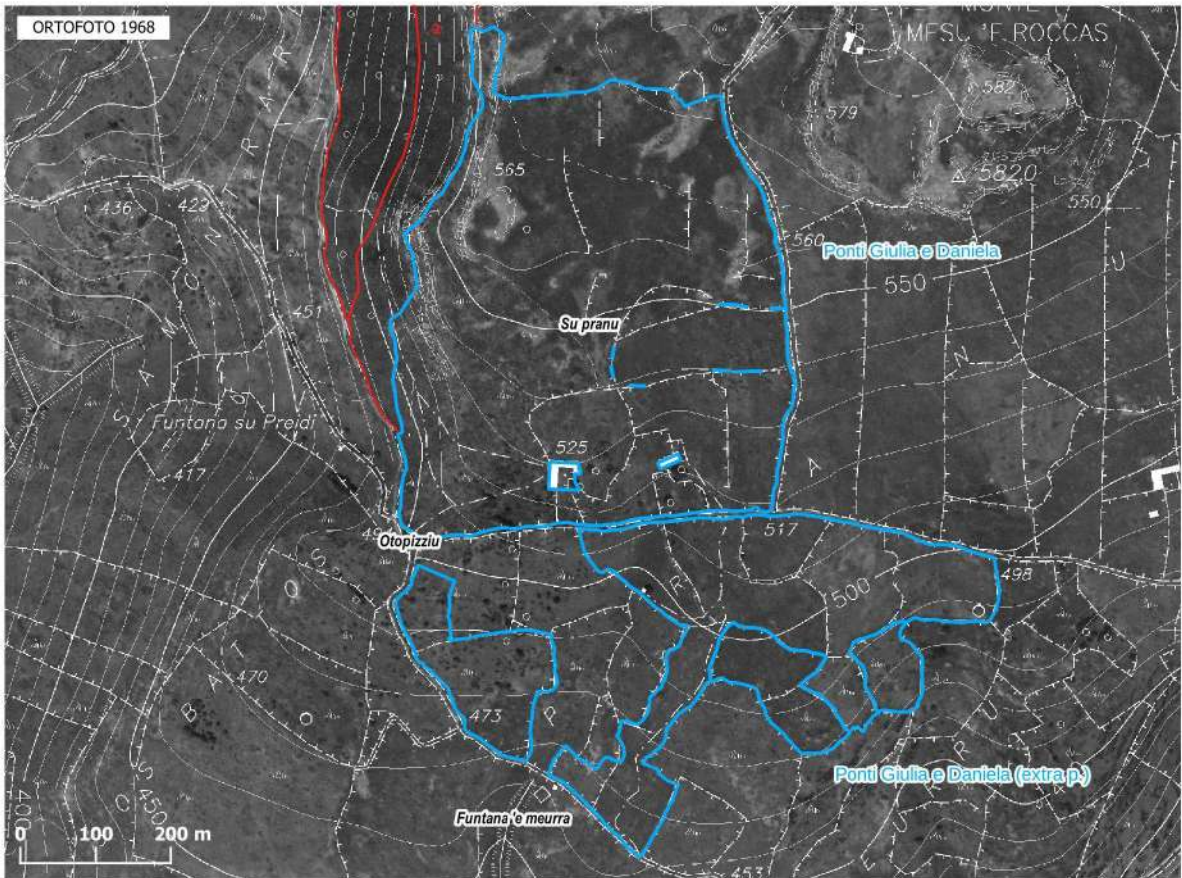 ORTOFOTO 1968
MONTE
MESU 'E ROCCAS
582
579
565
5820
436
422
550
560
Ponti Giulia e Daniela
550
451
Su pranu
Funtana su Preidi
525
417
517
Otopizziu
498
500
470
473
Ponti Giulia e Daniela (extra p.)
450
400
Funtana 'e meurra
0 100 200 m
453